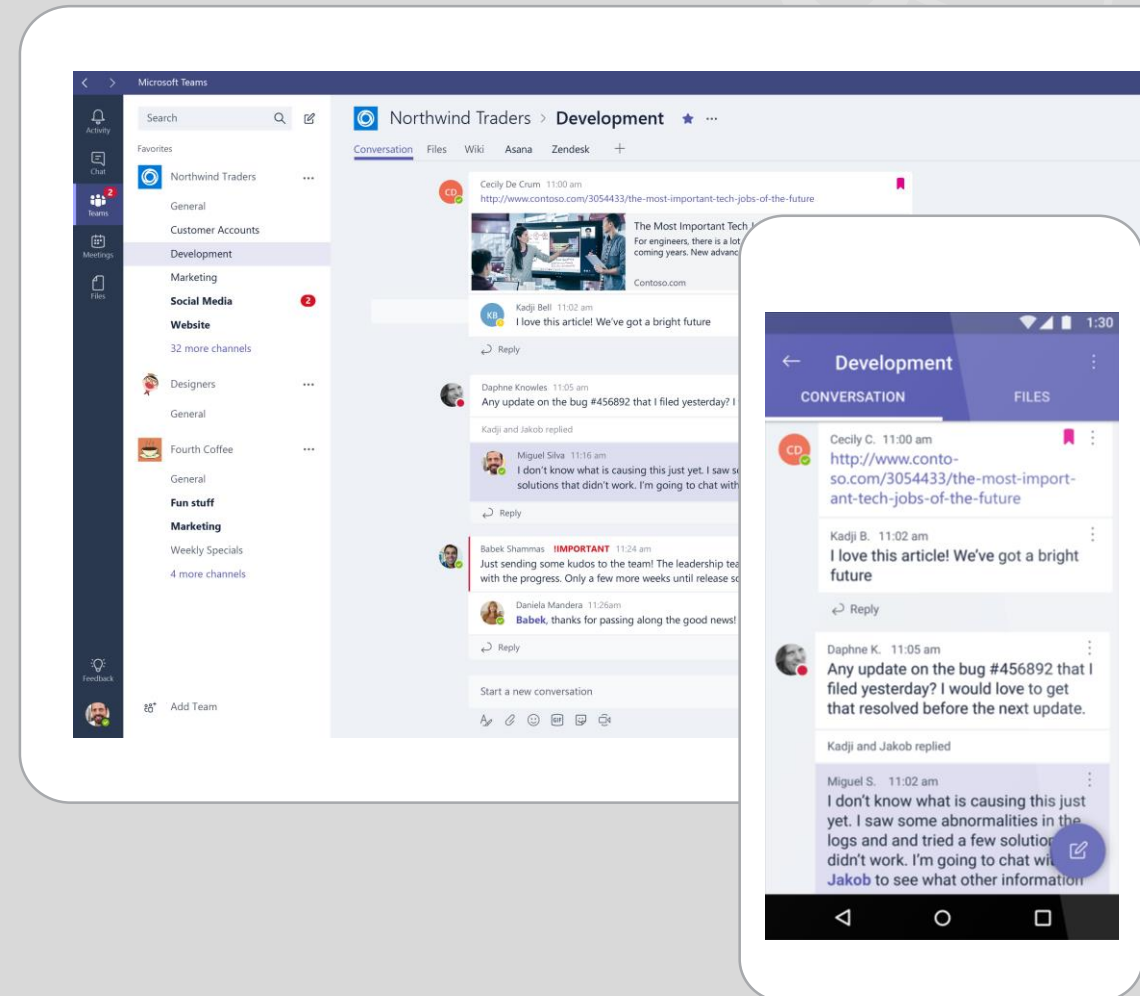 Microsoft Teams
Activity
Chat
2
Teams
Meetings
Files
Feedback
Search
Favorites
Northwind Traders
General
Customer Accounts
Development
Marketing
Social Media 2
Website
32 more channels
Designers
General
Fourth Coffee
General
Fun stuff
Marketing
Weekly Specials
4 more channels
Add Team
Northwind Traders > Development
Conversation Files Wiki Asana Zendesk +
CD
Cecily De Crum 11:00 am
http://www.contoso.com/3054433/the-most-important-tech-jobs-of-the-future
The Most Important Tech
For engineers, there is a lot
coming years. New advanc
Contoso.com
KB
Kadji Bell 11:02 am
I love this article! We've got a bright future
Reply
Daphne Knowles 11:05 am
Any update on the bug #456892 that I filed yesterday? I
Kadji and Jakob replied
Miguel Silva 11:16 am
I don't know what is causing this just yet. I saw
solutions that didn't work. I'm going to chat with
Reply
Babek Shammas !IMPORTANT 11:24 am
Just sending some kudos to the team! The leadership tea
with the progress. Only a few more weeks until release
Daniela Mandera 11:26am
Babek, thanks for passing along the good news!
Reply
Start a new conversation
GIF
1:30
Development
CONVERSATION FILES
CD
Cecily C. 11:00 am
http://www.conto-
so.com/3054433/the-most-import-
ant-tech-jobs-of-the-future
Kadji B. 11:02 am
I love this article! We've got a bright
future
Reply
Daphne K. 11:05 am
Any update on the bug #456892 that I
filed yesterday? I would love to get
that resolved before the next update.
Kadji and Jakob replied
Miguel S. 11:02 am
I don't know what is causing this just
yet. I saw some abnormalities in the
logs and and tried a few solution
didn't work. I'm going to chat wi
Jakob to see what other information